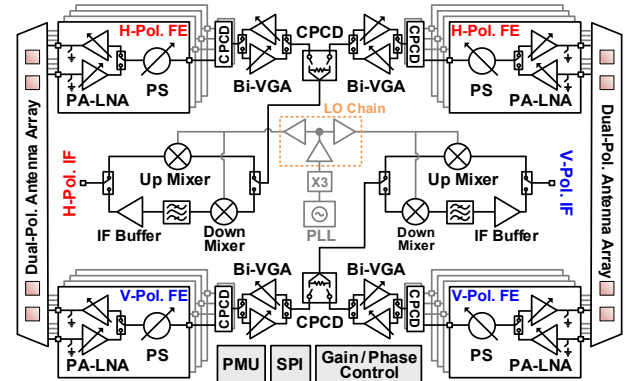 H-Pol. FE
CPCD
CPCD
CPCD
H-Pol. FE
PS
PA-LNA
Bi-VGA
Bi-VGA
PS
PA-LNA
Dual-Pol. Antenna Array
LO Chain
Dual-Pol. Antenna Array
H-Pol. IF
Up Mixer
X3
Up Mixer
V-Pol. IF
IF Buffer
Down
Mixer
PLL
Down
Mixer
IF Buffer
V-Pol. FE
Bi-VGA
Bi-VGA
V-Pol. FE
CPCD
CPCD
CPCD
PS
PA-LNA
PS
PA-LNA
PMU
SPI
Gain / Phase
Control